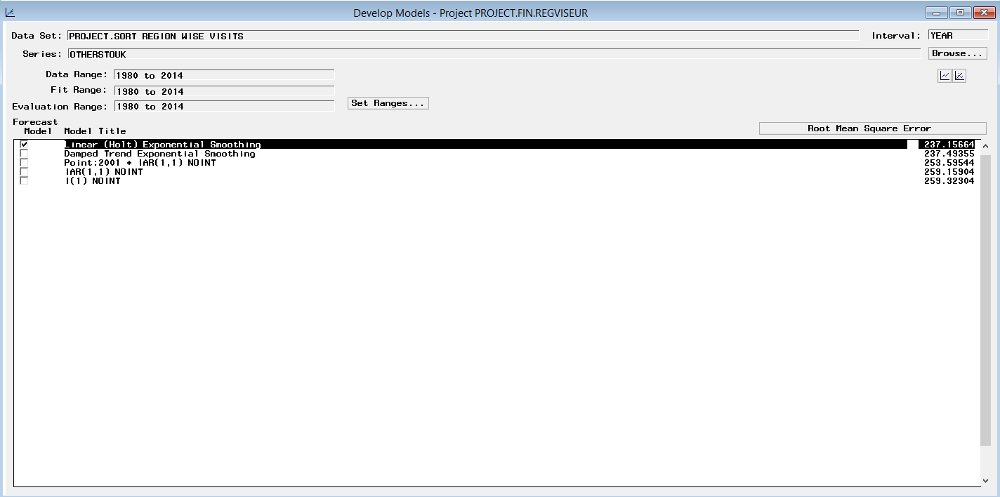 Develop Models - Project PROJECT.FIN.REGVISEUR
Data Set: PROJECT.SORT REGION WISE VISITS Interval: YEAR
Series: OTHERSTOUK Browse...
Data Range: 1980 to 2014
Fit Range: 1980 to 2014
Evaluation Range: 1980 to 2014 Set Ranges...
Forecast
Model Model Title Root Mean Square Error
Linear (Holt) Exponential Smoothing 237.15664
Damped Trend Exponential Smoothing 237.49355
Point:2001 + IAR(1,1) NOINT 253.59544
IAR(1,1) NOINT 259.15904
I(1) NOINT 259.32304